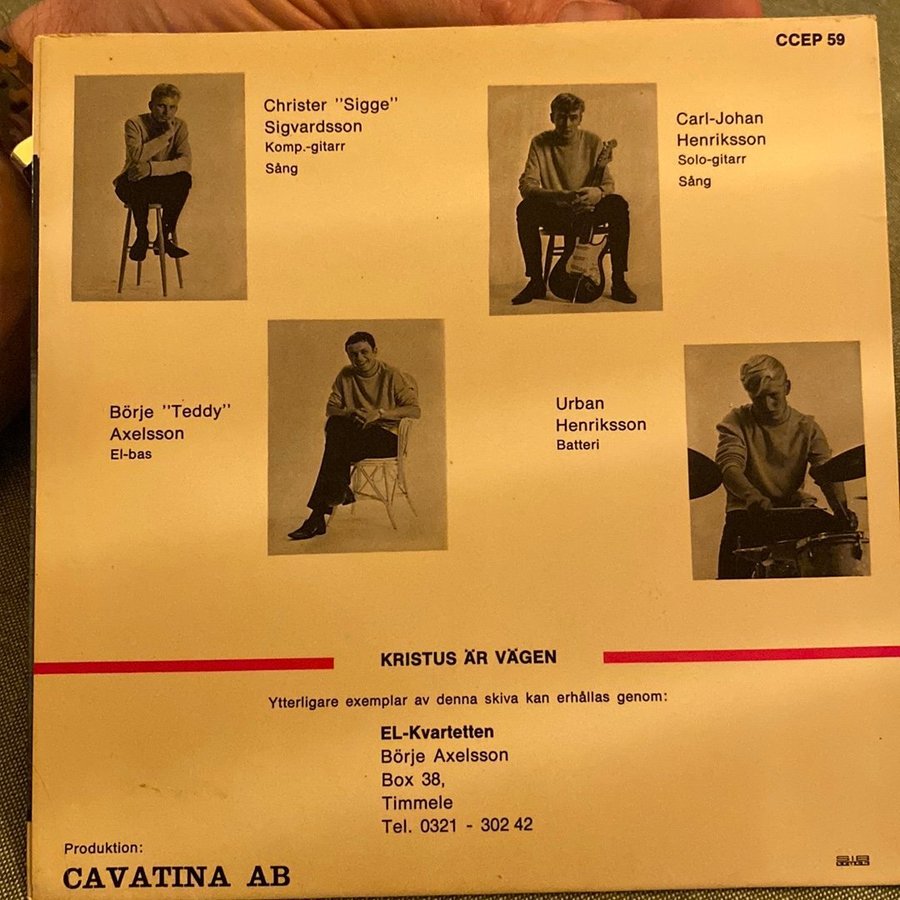 CCEP 59
Christer "Sigge"
Sigvardsson
Komp.-gitarr
Sång
Carl-Johan
Henriksson
Solo-gitarr
Sång
Börje "Teddy"
Axelsson
El-bas
Urban
Henriksson
Batteri
KRISTUS ÄR VÄGEN
Ytterligare exemplar av denna skiva kan erhållas genom:
EL-Kvartetten
Börje Axelsson
Box 38,
Timmele
Tel. 0321 - 302 42
Produktion:
CAVATINA AB